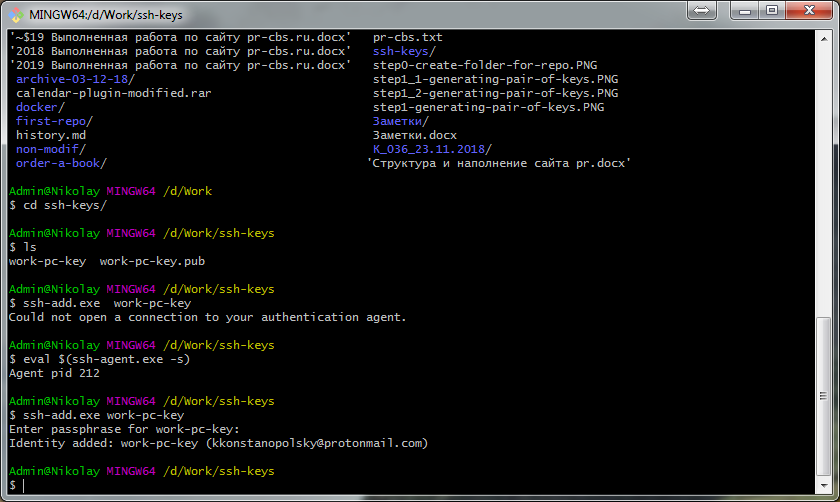 MINGW64:/d/Work/ssh-keys
'~$19 Выполненная работа по сайту pr-cbs.ru.docx'   pr-cbs.txt
'2018 Выполненная работа по сайту pr-cbs.ru.docx'   ssh-keys/
'2019 Выполненная работа по сайту pr-cbs.ru.docx'   step0-create-folder-for-repo.PNG
archive-03-12-18/   step1_1-generating-pair-of-keys.PNG
calendar-plugin-modified.rar   step1_2-generating-pair-of-keys.PNG
docker/   step1-generating-pair-of-keys.PNG
first-repo/   Заметки/
history.md   Заметки.docx
non-modif/   K_036_23.11.2018/
order-a-book/   'Структура и наполнение сайта pr.docx'
Admin@Nikolay MINGW64 /d/Work
$ cd ssh-keys/
Admin@Nikolay MINGW64 /d/Work/ssh-keys
$ ls
work-pc-key  work-pc-key.pub
Admin@Nikolay MINGW64 /d/Work/ssh-keys
$ ssh-add.exe  work-pc-key
Could not open a connection to your authentication agent.
Admin@Nikolay MINGW64 /d/Work/ssh-keys
$ eval $(ssh-agent.exe -s)
Agent pid 212
Admin@Nikolay MINGW64 /d/Work/ssh-keys
$ ssh-add.exe work-pc-key
Enter passphrase for work-pc-key:
Identity added: work-pc-key (kkonstanopolsky@protonmail.com)
Admin@Nikolay MINGW64 /d/Work/ssh-keys
$